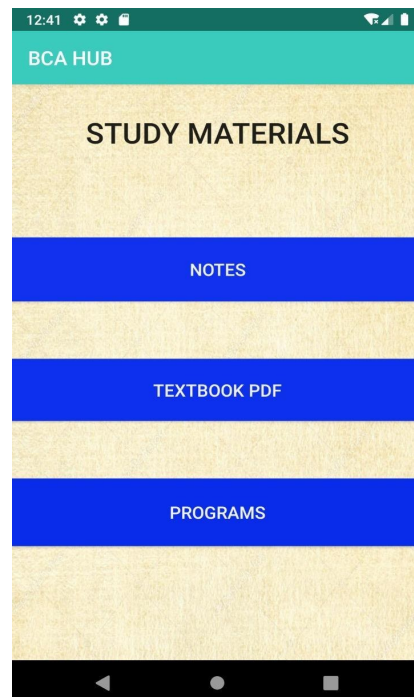 12:41
BCA HUB
STUDY MATERIALS
NOTES
TEXTBOOK PDF
PROGRAMS